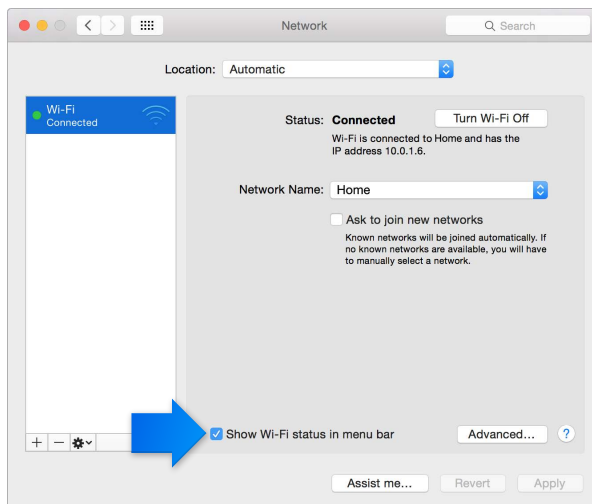 Network
Search
Location: Automatic
Wi-Fi
Connected
Status: Connected
Turn Wi-Fi Off
Wi-Fi is connected to Home and has the
IP address 10.0.1.6.
Network Name: Home
Ask to join new networks
Known networks will be joined automatically. If
no known networks are available, you will have
to manually select a network.
Show Wi-Fi status in menu bar
Advanced...
?
Assist me...
Revert
Apply